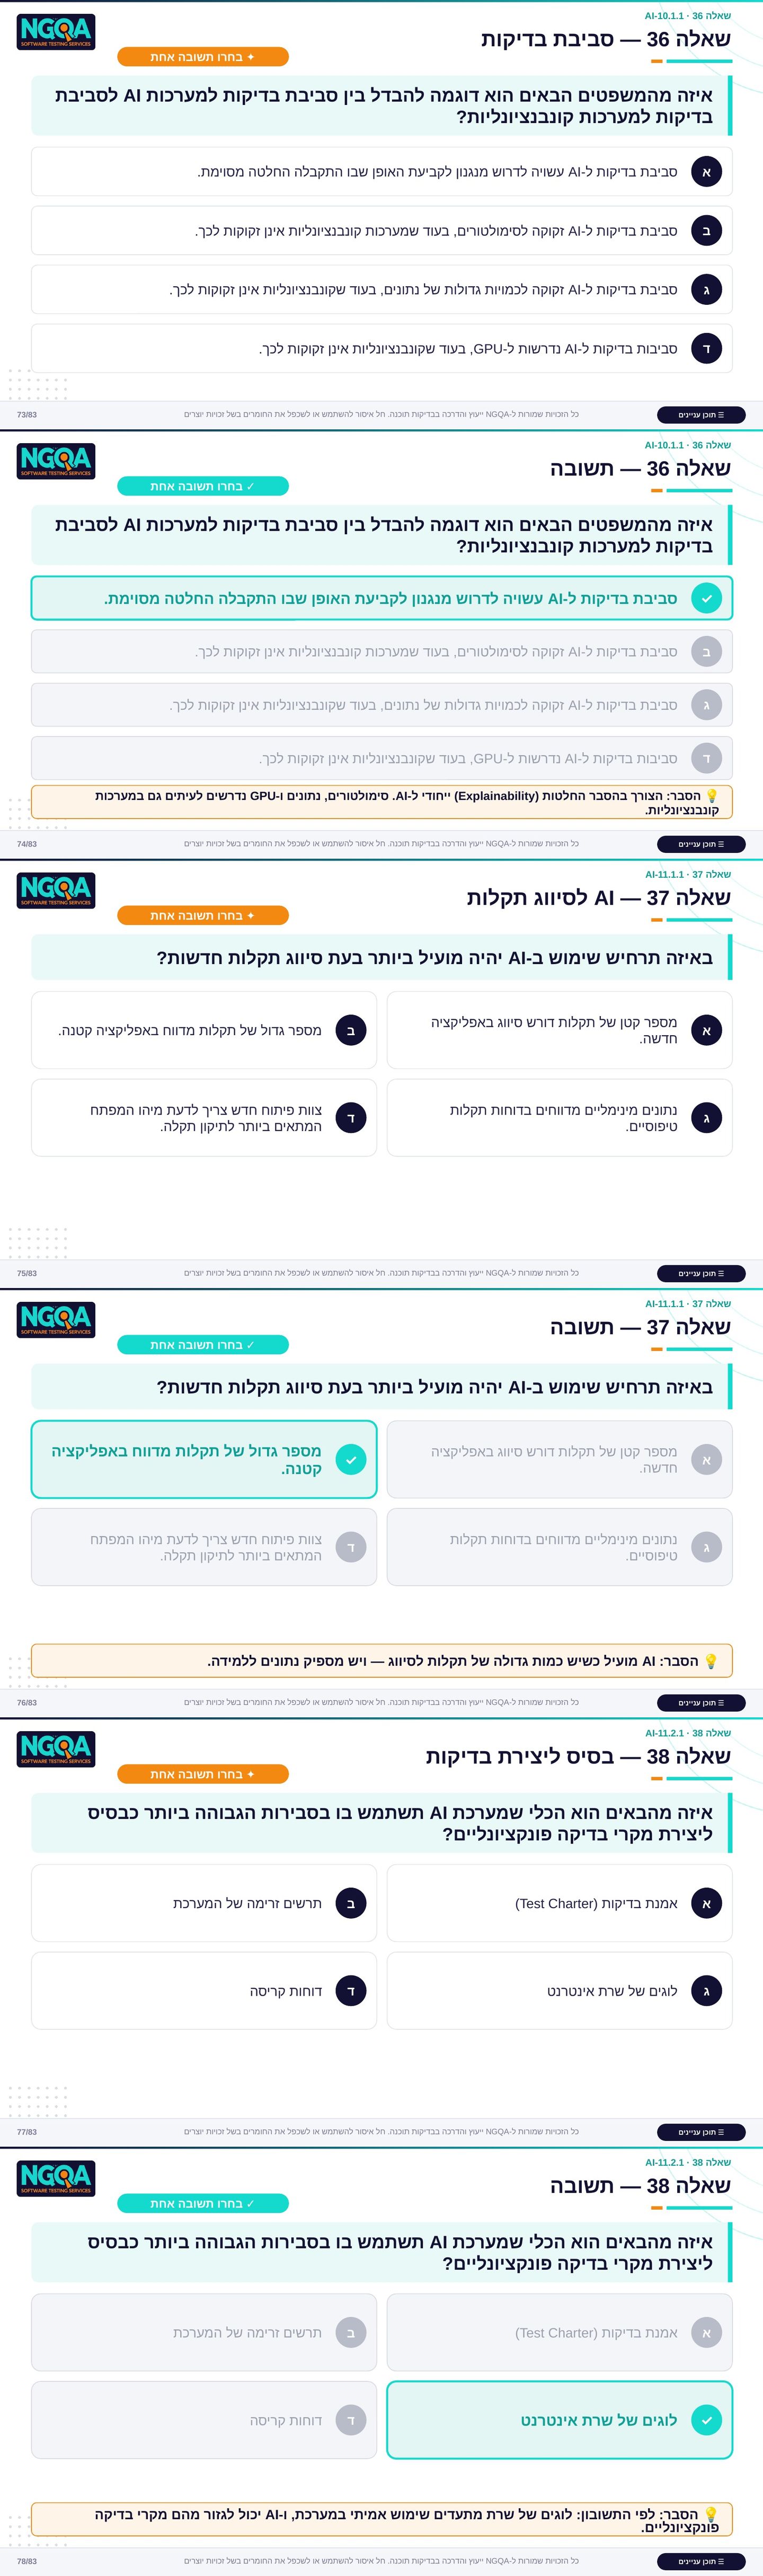 שאלה 36 · AI-10.1.1
שאלה 36 — סביבת בדיקות
NGQA
SOFTWARE TESTING SERVICES
✦ בחרו תשובה אחת
איזה מהמשפטים הבאים הוא דוגמה להבדל בין סביבת בדיקות למערכות AI לסביבת
בדיקות למערכות קונבנציונליות?
א
סביבת בדיקות ל-AI עשויה לדרוש מנגנון לקביעת האופן שבו התקבלה החלטה מסוימת.
ב
סביבת בדיקות ל-AI זקוקה לסימולטורים, בעוד שמערכות קונבנציונליות אינן זקוקות לכך.
ג
סביבת בדיקות ל-AI זקוקה לכמויות גדולות של נתונים, בעוד שקונבנציונליות אינן זקוקות לכך.
ד
סביבות בדיקות ל-AI נדרשות ל-GPU, בעוד שקונבנציונליות אינן זקוקות לכך.
☰ תוכן עניינים
כל הזכויות שמורות ל-NGQA ייעוץ והדרכה בבדיקות תוכנה. חל איסור להשתמש או לשכפל את החומרים בשל זכויות יוצרים
73/83
שאלה 36 · AI-10.1.1
שאלה 36 — תשובה
NGQA
SOFTWARE TESTING SERVICES
✓ בחרו תשובה אחת
איזה מהמשפטים הבאים הוא דוגמה להבדל בין סביבת בדיקות למערכות AI לסביבת
בדיקות למערכות קונבנציונליות?
✓
סביבת בדיקות ל-AI עשויה לדרוש מנגנון לקביעת האופן שבו התקבלה החלטה מסוימת.
ב
סביבת בדיקות ל-AI זקוקה לסימולטורים, בעוד שמערכות קונבנציונליות אינן זקוקות לכך.
ג
סביבת בדיקות ל-AI זקוקה לכמויות גדולות של נתונים, בעוד שקונבנציונליות אינן זקוקות לכך.
ד
סביבות בדיקות ל-AI נדרשות ל-GPU, בעוד שקונבנציונליות אינן זקוקות לכך.
💡 הסבר: הצורך בהסבר החלטות (Explainability) ייחודי ל-AI. סימולטורים, נתונים ו-GPU נדרשים לעיתים גם במערכות
קונבנציונליות.
☰ תוכן עניינים
כל הזכויות שמורות ל-NGQA ייעוץ והדרכה בבדיקות תוכנה. חל איסור להשתמש או לשכפל את החומרים בשל זכויות יוצרים
74/83
שאלה 37 · AI-11.1.1
שאלה 37 — AI לסיווג תקלות
NGQA
SOFTWARE TESTING SERVICES
✦ בחרו תשובה אחת
באיזה תרחיש שימוש ב-AI יהיה מועיל ביותר בעת סיווג תקלות חדשות?
א
מספר קטן של תקלות דורש סיווג באפליקציה
חדשה.
ב
מספר גדול של תקלות מדווח באפליקציה קטנה.
ג
נתונים מינימליים מדווחים בדוחות תקלות
טיפוסיים.
ד
צוות פיתוח חדש צריך לדעת מיהו המפתח
המתאים ביותר לתיקון תקלה.
☰ תוכן עניינים
כל הזכויות שמורות ל-NGQA ייעוץ והדרכה בבדיקות תוכנה. חל איסור להשתמש או לשכפל את החומרים בשל זכויות יוצרים
75/83
שאלה 37 · AI-11.1.1
שאלה 37 — תשובה
NGQA
SOFTWARE TESTING SERVICES
✓ בחרו תשובה אחת
באיזה תרחיש שימוש ב-AI יהיה מועיל ביותר בעת סיווג תקלות חדשות?
א
מספר קטן של תקלות דורש סיווג באפליקציה
חדשה.
✓
מספר גדול של תקלות מדווח באפליקציה
קטנה.
ג
נתונים מינימליים מדווחים בדוחות תקלות
טיפוסיים.
ד
צוות פיתוח חדש צריך לדעת מיהו המפתח
המתאים ביותר לתיקון תקלה.
💡 הסבר: AI מועיל כשיש כמות גדולה של תקלות לסיווג — ויש מספיק נתונים ללמידה.
☰ תוכן עניינים
כל הזכויות שמורות ל-NGQA ייעוץ והדרכה בבדיקות תוכנה. חל איסור להשתמש או לשכפל את החומרים בשל זכויות יוצרים
76/83
שאלה 38 · AI-11.2.1
שאלה 38 — בסיס ליצירת בדיקות
NGQA
SOFTWARE TESTING SERVICES
✦ בחרו תשובה אחת
איזה מהבאים הוא הכלי שמערכת AI תשתמש בו בסבירות הגבוהה ביותר כבסיס
ליצירת מקרי בדיקה פונקציונליים?
א
אמנת בדיקות (Test Charter)
ב
תרשים זרימה של המערכת
ג
לוגים של שרת אינטרנט
ד
דוחות קריסה
☰ תוכן עניינים
כל הזכויות שמורות ל-NGQA ייעוץ והדרכה בבדיקות תוכנה. חל איסור להשתמש או לשכפל את החומרים בשל זכויות יוצרים
77/83
שאלה 38 · AI-11.2.1
שאלה 38 — תשובה
NGQA
SOFTWARE TESTING SERVICES
✓ בחרו תשובה אחת
איזה מהבאים הוא הכלי שמערכת AI תשתמש בו בסבירות הגבוהה ביותר כבסיס
ליצירת מקרי בדיקה פונקציונליים?
א
אמנת בדיקות (Test Charter)
ב
תרשים זרימה של המערכת
✓
לוגים של שרת אינטרנט
ד
דוחות קריסה
💡 הסבר: לפי התשובון: לוגים של שרת מתעדים שימוש אמיתי במערכת, ו-AI יכול לגזור מהם מקרי בדיקה
פונקציונליים.
☰ תוכן עניינים
כל הזכויות שמורות ל-NGQA ייעוץ והדרכה בבדיקות תוכנה. חל איסור להשתמש או לשכפל את החומרים בשל זכויות יוצרים
78/83